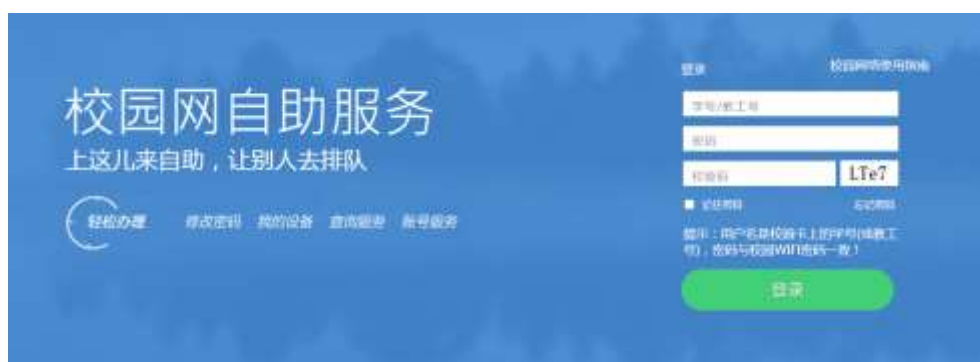 校园网自助服务
上这儿来自助，让别人去排队
轻松办理 修改密码 我的设备 查询服务 账号服务
登录 校园网络使用指南
学号/教工号
密码
校验码 LTe7
记住密码 忘记密码
提示：用户名是校园卡上的学号(或教工
号)，密码与校园WIFI密码一致！
登录